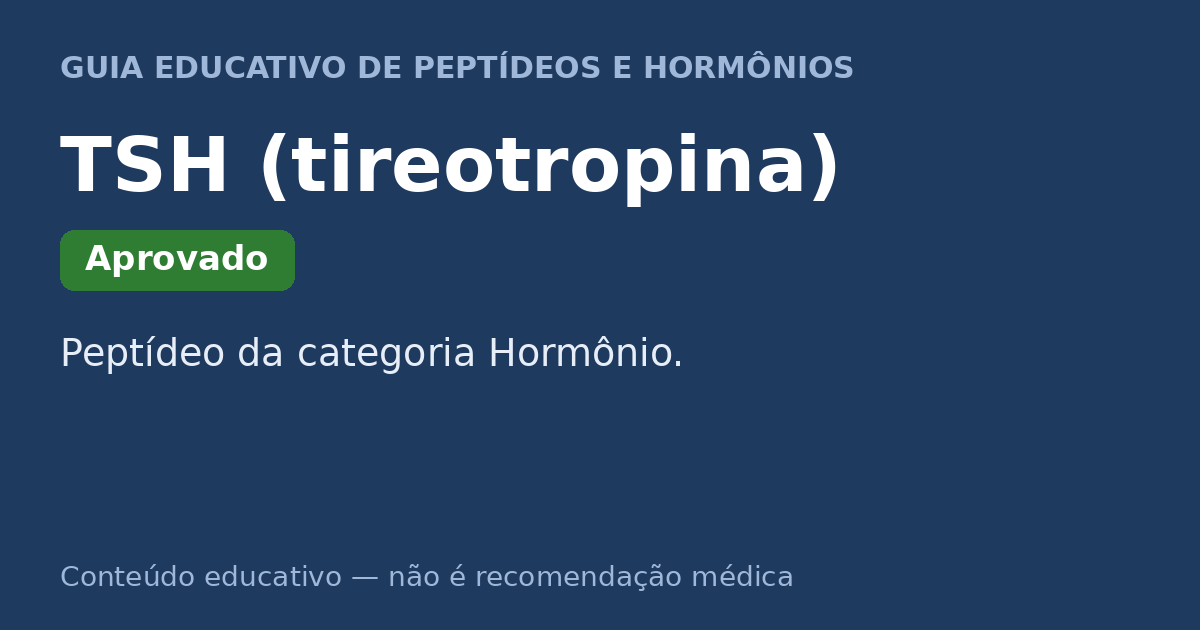 GUIA EDUCATIVO DE PEPTÍDEOS E HORMÔNIOS
TSH (tireotropina)
Aprovado
Peptídeo da categoria Hormônio.
Conteúdo educativo — não é recomendação médica